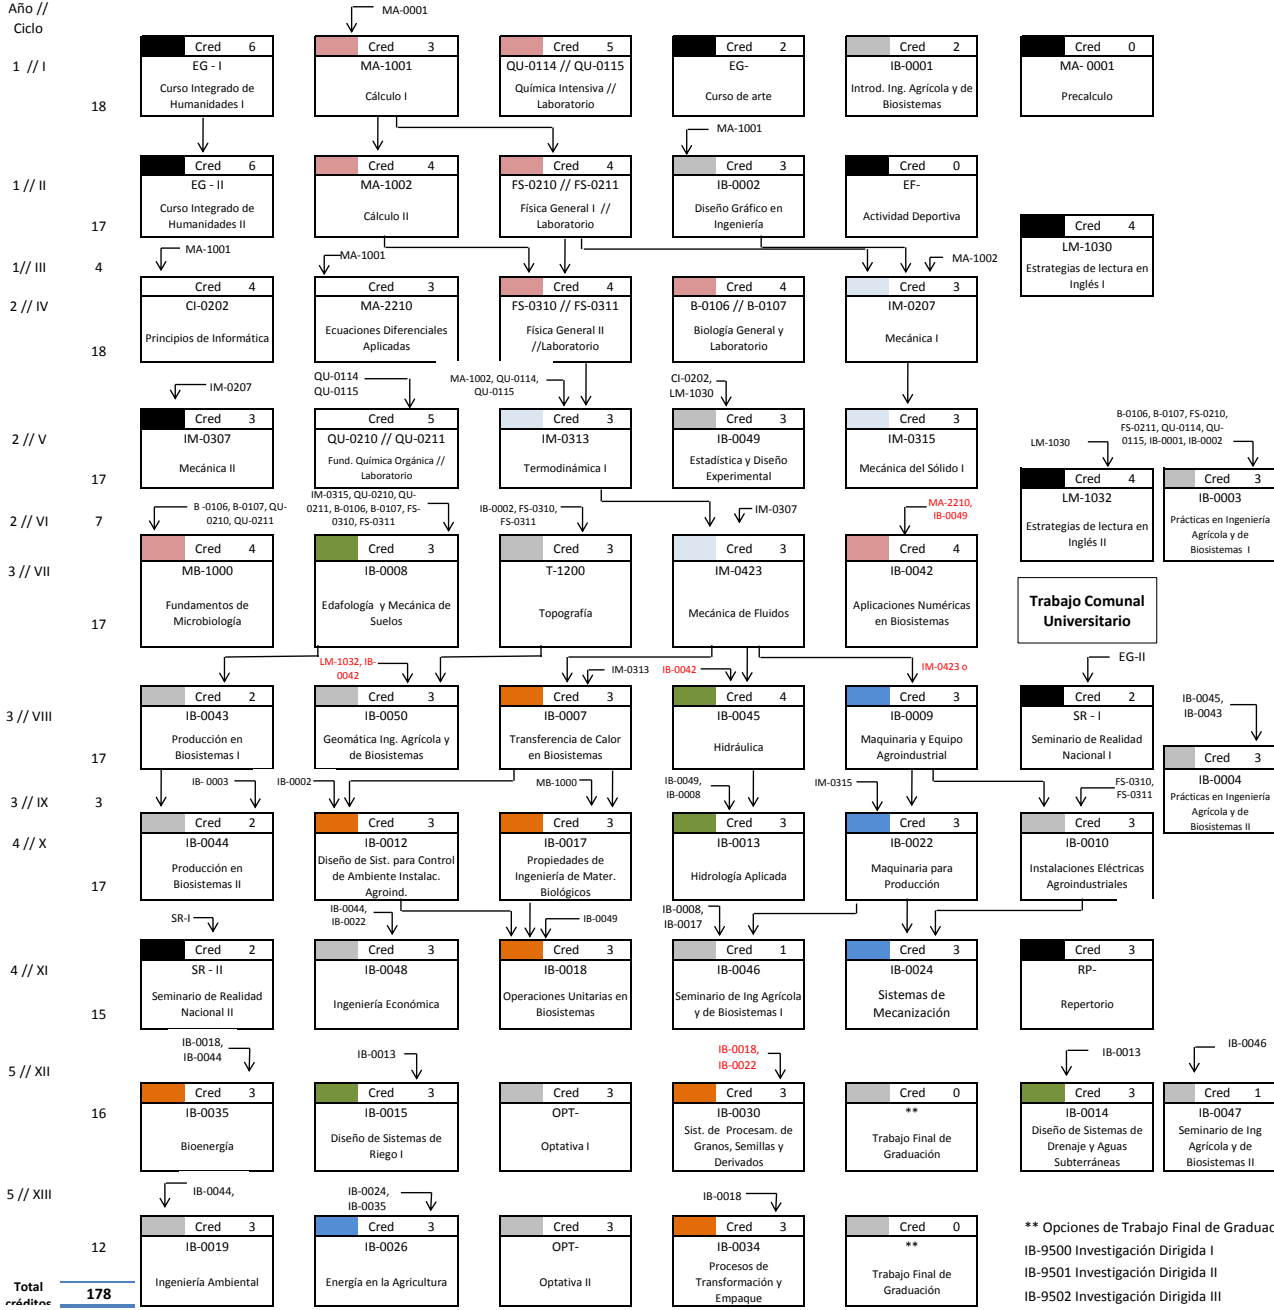 Año //
Ciclo
MA-0001
1 // I
18
Cred 6
EG - I
Curso Integrado de
Humanidades I
Cred 3
MA-1001
Cálculo I
Cred 5
QU-0114 // QU-0115
Química Intensiva //
Laboratorio
Cred 2
EG-
Curso de arte
Cred 2
IB-0001
Introd. Ing. Agrícola y de
Biosistemas
Cred 0
MA- 0001
Precalculo
MA-1001
1 // II
17
Cred 6
EG - II
Curso Integrado de
Humanidades II
Cred 4
MA-1002
Cálculo II
Cred 4
FS-0210 // FS-0211
Física General I //
Laboratorio
Cred 3
IB-0002
Diseño Gráfico en
Ingeniería
Cred 0
EF-
Actividad Deportiva
1// III 4
Cred 4
LM-1030
Estrategias de lectura en
Inglés I
MA-1001
MA-1001
MA-1002
2 // IV
18
Cred 4
CI-0202
Principios de Informática
Cred 3
MA-2210
Ecuaciones Diferenciales
Aplicadas
Cred 4
FS-0310 // FS-0311
Física General II
//Laboratorio
Cred 4
B-0106 // B-0107
Biología General y
Laboratorio
Cred 3
IM-0207
Mecánica I
IM-0207
QU-0114
QU-0115
MA-1002, QU-0114,
QU-0115
CI-0202,
LM-1030
2 // V
17
Cred 3
IM-0307
Mecánica II
Cred 5
QU-0210 // QU-0211
Fund. Química Orgánica //
Laboratorio
Cred 3
IM-0313
Termodinámica I
Cred 3
IB-0049
Estadística y Diseño
Experimental
Cred 3
IM-0315
Mecánica del Sólido I
2 // VI 7
LM-1030
Cred 4
LM-1032
Estrategias de lectura en
Inglés II
B-0106, B-0107, FS-0210,
FS-0211, QU-0114, QU-
0115, IB-0001, IB-0002
Cred 3
IB-0003
Prácticas en Ingeniería
Agrícola y de
Biosistemas I
B -0106, B-0107, QU-
0210, QU-0211
IM-0315, QU-0210, QU-
0211, B-0106, B-0107, FS-
0310, FS-0311
IB-0002, FS-0310,
FS-0311
IM-0307
MA-2210,
IB-0049
3 // VII
17
Cred 4
MB-1000
Fundamentos de
Microbiología
Cred 3
IB-0008
Edafología y Mecánica de
Suelos
Cred 3
T-1200
Topografía
Cred 3
IM-0423
Mecánica de Fluidos
Cred 4
IB-0042
Aplicaciones Numéricas
en Biosistemas
Trabajo Comunal
Universitario
LM-1032, IB-
0042
IM-0313
IB-0042
IM-0423 o
EG-II
3 // VIII
17
Cred 2
IB-0043
Producción en
Biosistemas I
Cred 3
IB-0050
Geomática Ing. Agrícola y
de Biosistemas
Cred 3
IB-0007
Transferencia de Calor
en Biosistemas
Cred 4
IB-0045
Hidráulica
Cred 3
IB-0009
Maquinaria y Equipo
Agroindustrial
Cred 2
SR - I
Seminario de Realidad
Nacional I
3 // IX 3
IB-0045,
IB-0043
Cred 3
IB-0004
Prácticas en Ingeniería
Agrícola y de
Biosistemas II
IB- 0003
IB-0002
MB-1000
IB-0049,
IB-0008
IM-0315
FS-0310,
FS-0311
4 // X
17
Cred 2
IB-0044
Producción en
Biosistemas II
Cred 3
IB-0012
Diseño de Sist. para Control
de Ambiente Instalac.
Agroind.
Cred 3
IB-0017
Propiedades de
Ingeniería de Mater.
Biológicos
Cred 3
IB-0013
Hidrología Aplicada
Cred 3
IB-0022
Maquinaria para
Producción
Cred 3
IB-0010
Instalaciones Eléctricas
Agroindustriales
SR-I
IB-0044,
IB-0022
IB-0049
IB-0008,
IB-0017
4 // XI
15
Cred 2
SR - II
Seminario de Realidad
Nacional II
Cred 3
IB-0048
Ingeniería Económica
Cred 3
IB-0018
Operaciones Unitarias en
Biosistemas
Cred 1
IB-0046
Seminario de Ing Agrícola
y de Biosistemas I
Cred 3
IB-0024
Sistemas de
Mecanización
Cred 3
RP-
Repertorio
IB-0018,
IB-0044
IB-0013
IB-0018,
IB-0022
IB-0013
IB-0046
5 // XII
16
Cred 3
IB-0035
Bioenergía
Cred 3
IB-0015
Diseño de Sistemas de
Riego I
Cred 3
OPT-
Optativa I
Cred 3
IB-0030
Sist. de Procesam. de
Granos, Semillas y
Derivados
Cred 0
**
Trabajo Final de
Graduación
Cred 3
IB-0014
Diseño de Sistemas de
Drenaje y Aguas
Subterráneas
Cred 1
IB-0047
Seminario de Ing
Agrícola y de
Biosistemas II
IB-0044,
IB-0024,
IB-0035
IB-0018
5 // XIII
12
Cred 3
IB-0019
Ingeniería Ambiental
Cred 3
IB-0026
Energía en la Agricultura
Cred 3
OPT-
Optativa II
Cred 3
IB-0034
Procesos de
Transformación y
Empaque
Cred 0
**
Trabajo Final de
Graduación
** Opciones de Trabajo Final de Graduac
IB-9500 Investigación Dirigida I
IB-9501 Investigación Dirigida II
IB-9502 Investigación Dirigida III
Total
créditos
178